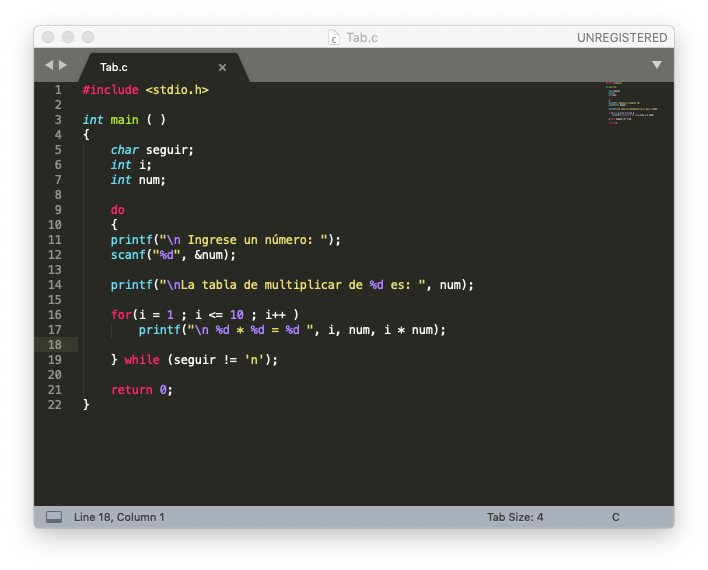 Tab.c
UNREGISTERED
Tab.c
1 #include <stdio.h>
2
3 int main ( )
4 {
5     char seguir;
6     int i;
7     int num;
8
9     do
10     {
11     printf("\n Ingrese un número: ");
12     scanf("%d", &num);
13
14     printf("\nLa tabla de multiplicar de %d es: ", num);
15
16     for(i = 1 ; i <= 10 ; i++ )
17         printf("\n %d * %d = %d ", i, num, i * num);
18
19     } while (seguir != 'n');
20
21     return 0;
22 }
Line 18, Column 1
Tab Size: 4
C